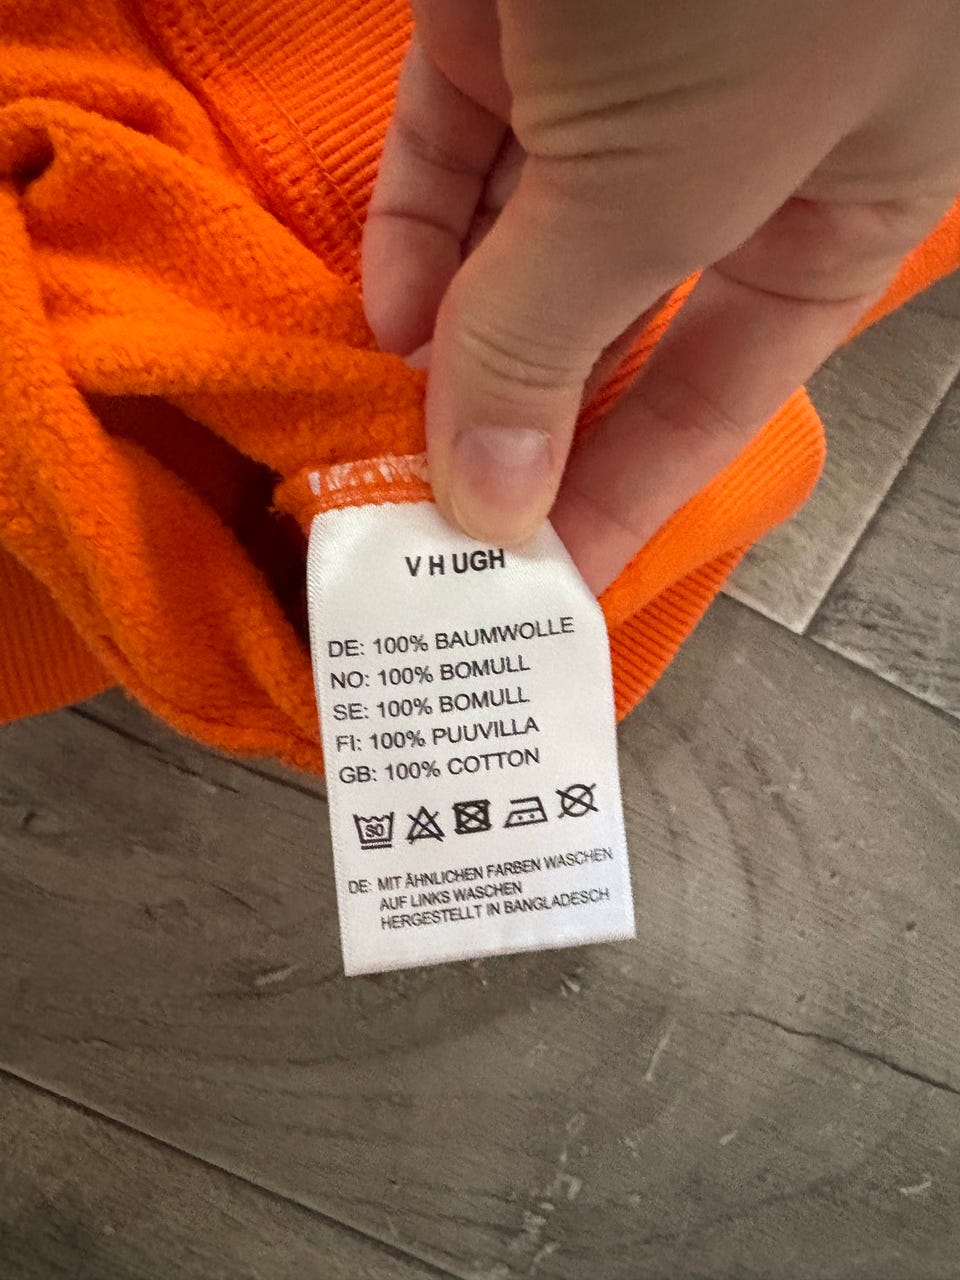 V H UGH
DE: 100% BAUMWOLLE
NO: 100% BOMULL
SE: 100% BOMULL
FI: 100% PUUVILLA
GB: 100% COTTON
DE: MIT ÄHNLICHEN FARBEN WASCHEN
AUF LINKS WASCHEN
HERGESTELLT IN BANGLADESCH